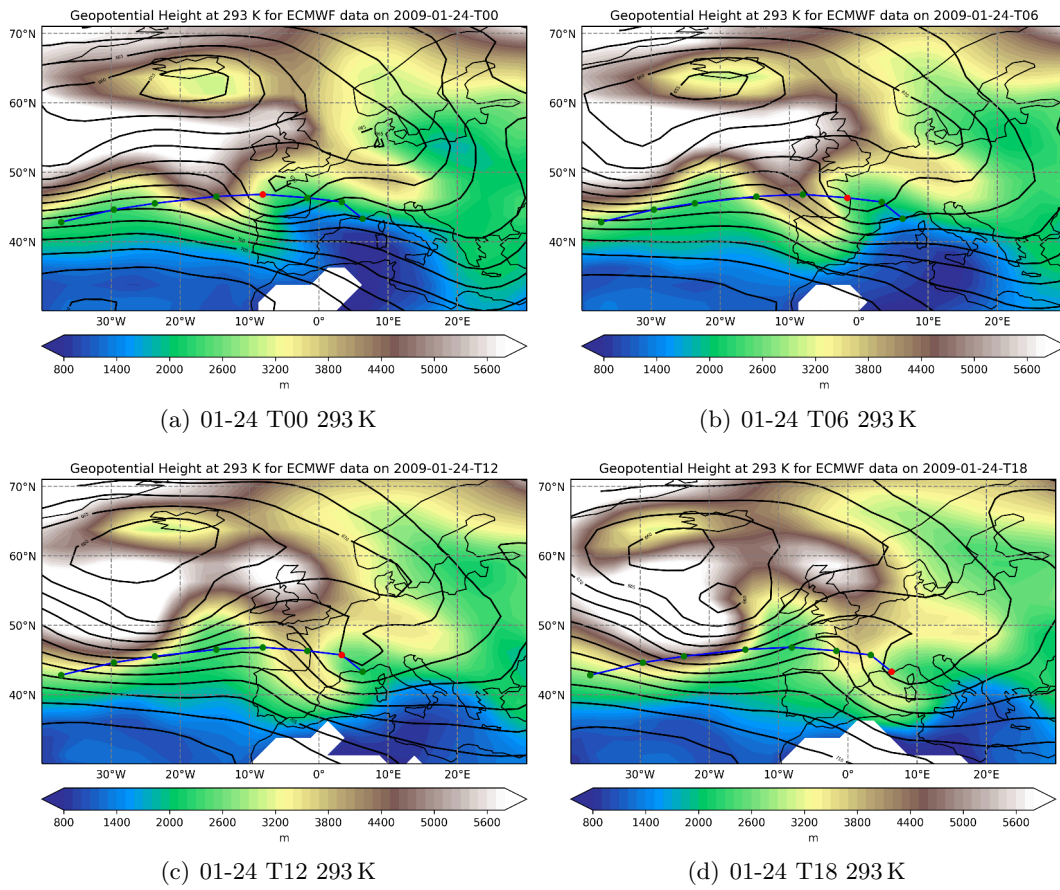 Geopotential Height at 293 K for ECMWF data on 2009-01-24-T00
70°N
60°N
50°N
40°N
30°W 20°W 10°W 0° 10°E 20°E
800 1400 2000 2600 3200 3800 4400 5000 5600
m
(a) 01-24 T00 293 K
Geopotential Height at 293 K for ECMWF data on 2009-01-24-T06
70°N
60°N
50°N
40°N
30°W 20°W 10°W 0° 10°E 20°E
800 1400 2000 2600 3200 3800 4400 5000 5600
m
(b) 01-24 T06 293 K
Geopotential Height at 293 K for ECMWF data on 2009-01-24-T12
70°N
60°N
50°N
40°N
30°W 20°W 10°W 0° 10°E 20°E
800 1400 2000 2600 3200 3800 4400 5000 5600
m
(c) 01-24 T12 293 K
Geopotential Height at 293 K for ECMWF data on 2009-01-24-T18
70°N
60°N
50°N
40°N
30°W 20°W 10°W 0° 10°E 20°E
800 1400 2000 2600 3200 3800 4400 5000 5600
m
(d) 01-24 T18 293 K